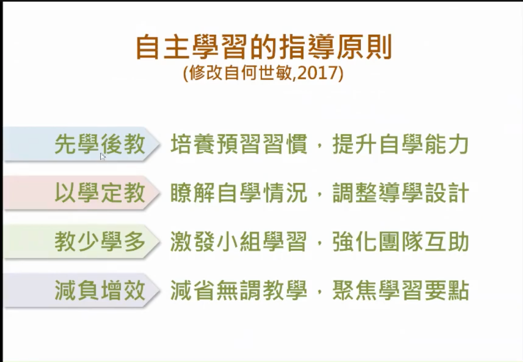 自主學習的指導原則
(修改自何世敏,2017)
先學後教 培養預習習慣，提升自學能力
以學定教 瞭解自學情況，調整導學設計
教少學多 激發小組學習，強化團隊互助
減負增效 減省無謂教學，聚焦學習要點